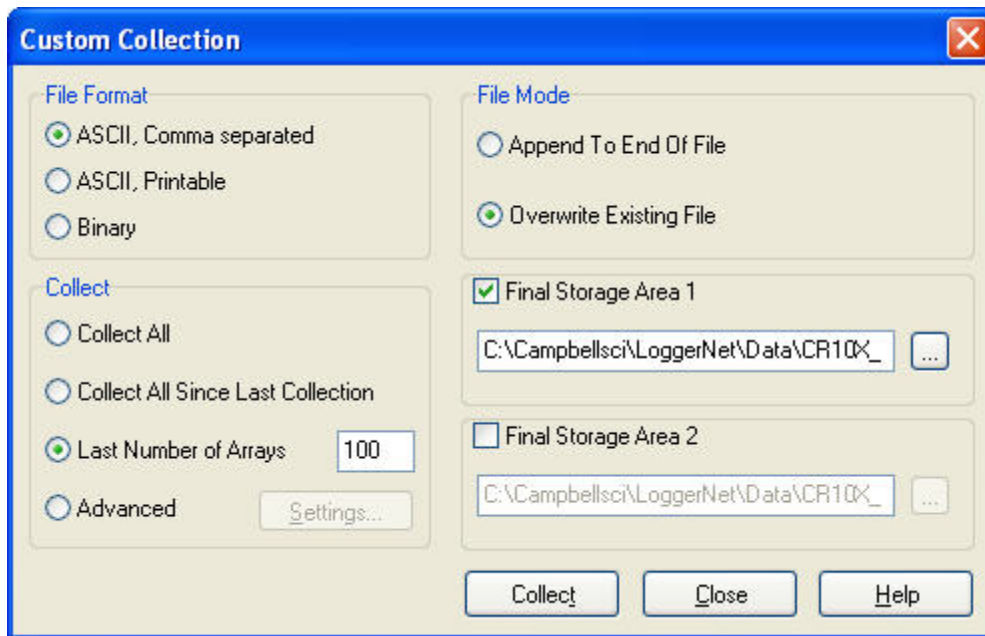 Custom Collection
File Format
ASCII, Comma separated
ASCII, Printable
Binary
File Mode
Append To End Of File
Overwrite Existing File
Collect
Collect All
Collect All Since Last Collection
Last Number of Arrays 100
Advanced Settings...
Final Storage Area 1
C:\Campbellsci\LoggerNet\Data\CR10X_ ...
Final Storage Area 2
C:\Campbellsci\LoggerNet\Data\CR10X_ ...
Collect Close Help